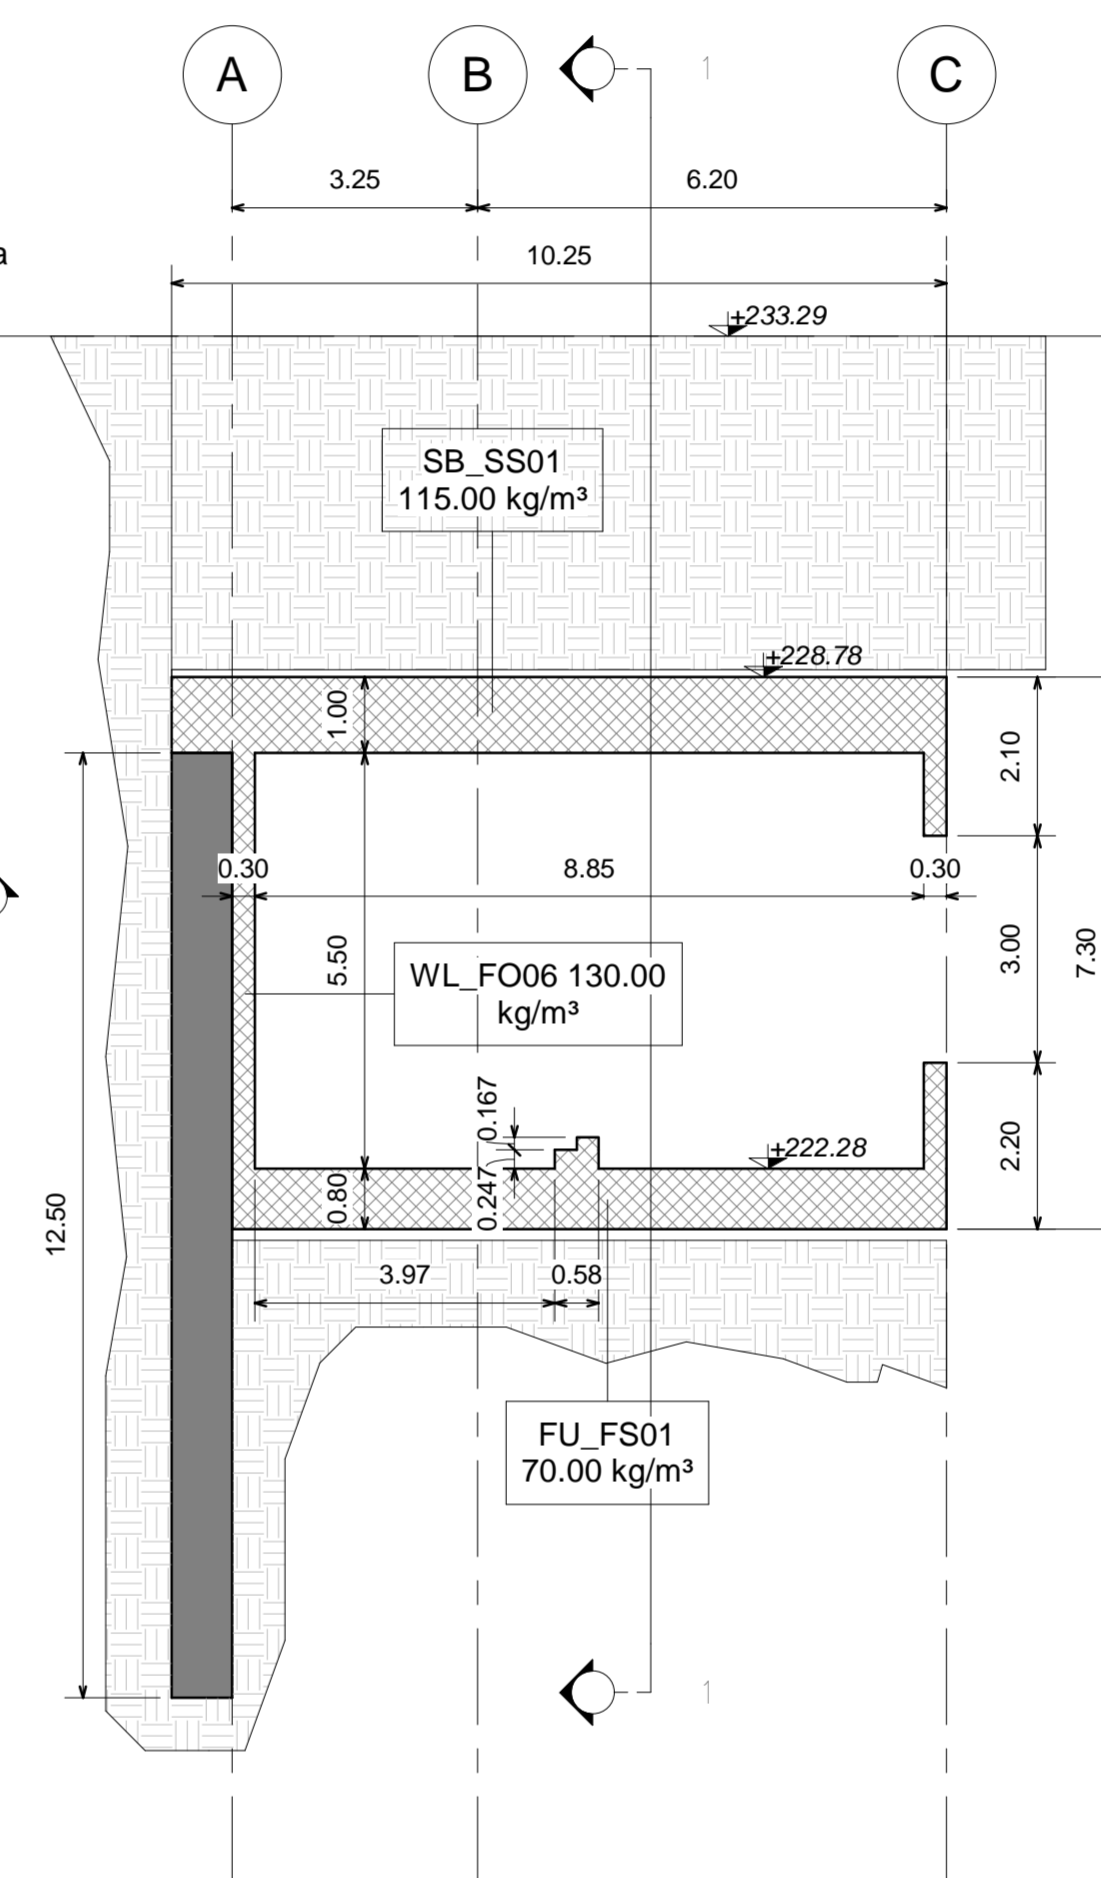 A
B
1
C
3.25
6.20
a
10.25
+233.29
SB_SS01
115.00 kg/m³
+228.78
1.00
2.10
0.30
8.85
0.30
5.50
WL_FO06 130.00
kg/m³
3.00
7.30
0.167
+222.28
2.20
0.80
0.247
12.50
3.97
0.58
FU_FS01
70.00 kg/m³
1